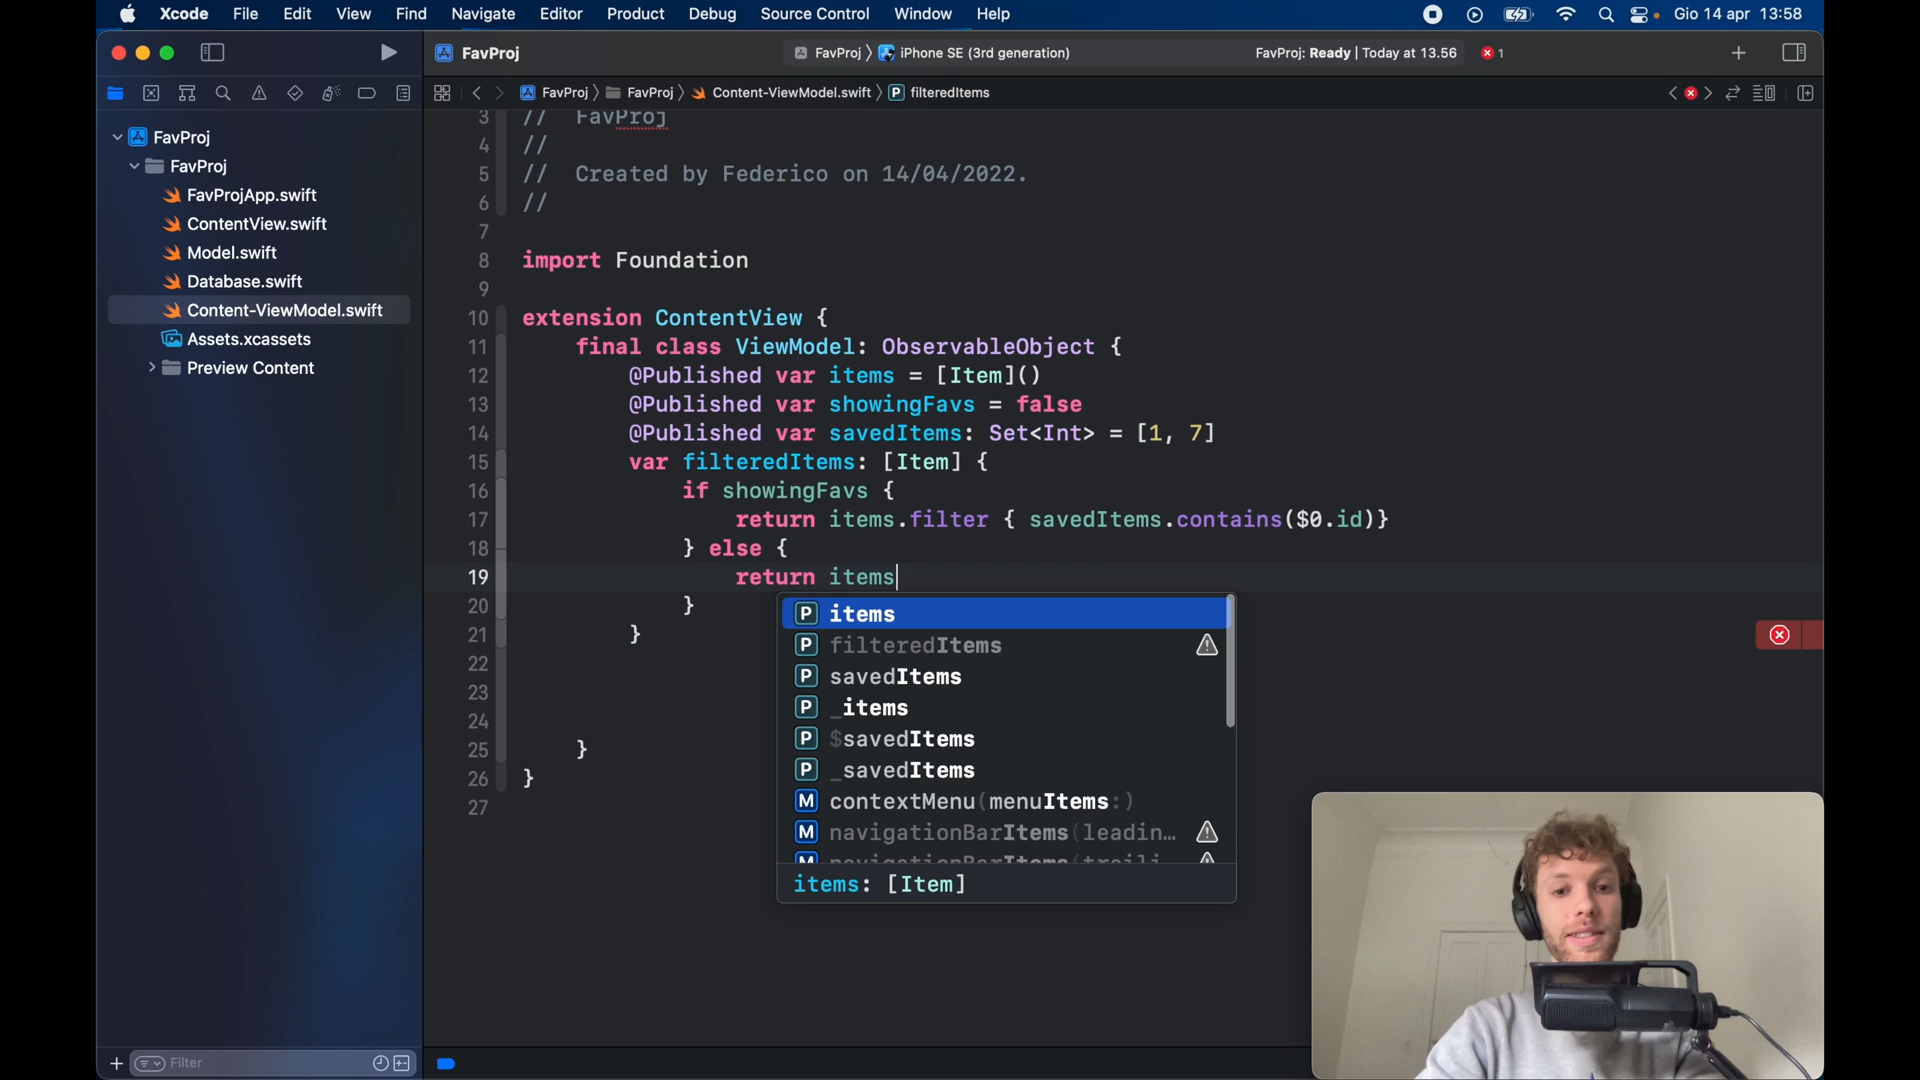 Xcode File Edit View Find Navigate Editor Product Debug Source Control Window Help Gio 14 apr 13:58
FavProj FavProj iPhone SE (3rd generation) FavProj: Ready | Today at 13.56 1
FavProj FavProj Content-ViewModel.swift P filteredItems
FavProj
FavProj
FavProjApp.swift
ContentView.swift
Model.swift
Database.swift
Content-ViewModel.swift
Assets.xcassets
Preview Content
Filter
3 // FavProj
4 //
5 // Created by Federico on 14/04/2022.
6 //
7
8 import Foundation
9
10 extension ContentView {
11 final class ViewModel: ObservableObject {
12 @Published var items = [Item]()
13 @Published var showingFavs = false
14 @Published var savedItems: Set<Int> = [1, 7]
15 var filteredItems: [Item] {
16 if showingFavs {
17 return items.filter { savedItems.contains($0.id)}
18 } else {
19 return items
20 }
21 }
22
23
24
25 }
26 }
27
P items
P filteredItems
P savedItems
P _items
P $savedItems
P _savedItems
M contextMenu(menuItems:)
M navigationBarItems(leadin…
items: [Item]